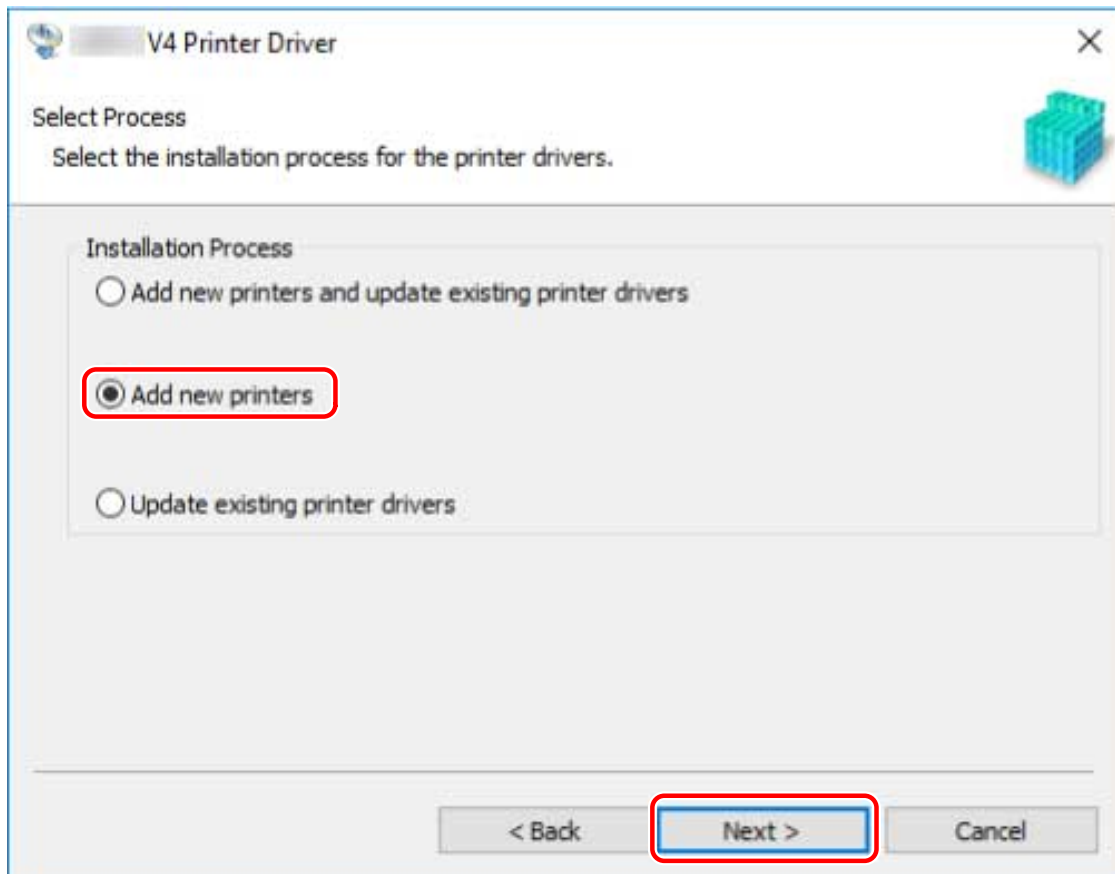 V4 Printer Driver
Select Process
Select the installation process for the printer drivers.
Installation Process
Add new printers and update existing printer drivers
Add new printers
Update existing printer drivers
< Back Next > Cancel